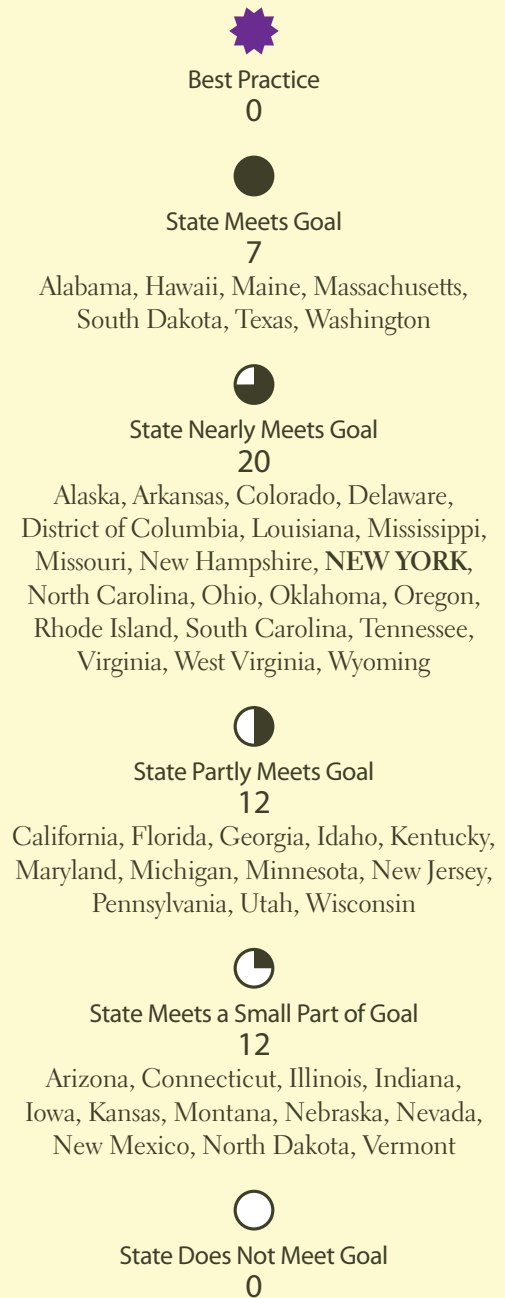 Best Practice
0
State Meets Goal
7
Alabama, Hawaii, Maine, Massachusetts,
South Dakota, Texas, Washington
State Nearly Meets Goal
20
Alaska, Arkansas, Colorado, Delaware,
District of Columbia, Louisiana, Mississippi,
Missouri, New Hampshire, NEW YORK,
North Carolina, Ohio, Oklahoma, Oregon,
Rhode Island, South Carolina, Tennessee,
Virginia, West Virginia, Wyoming
State Partly Meets Goal
12
California, Florida, Georgia, Idaho, Kentucky,
Maryland, Michigan, Minnesota, New Jersey,
Pennsylvania, Utah, Wisconsin
State Meets a Small Part of Goal
12
Arizona, Connecticut, Illinois, Indiana,
Iowa, Kansas, Montana, Nebraska, Nevada,
New Mexico, North Dakota, Vermont
State Does Not Meet Goal
0